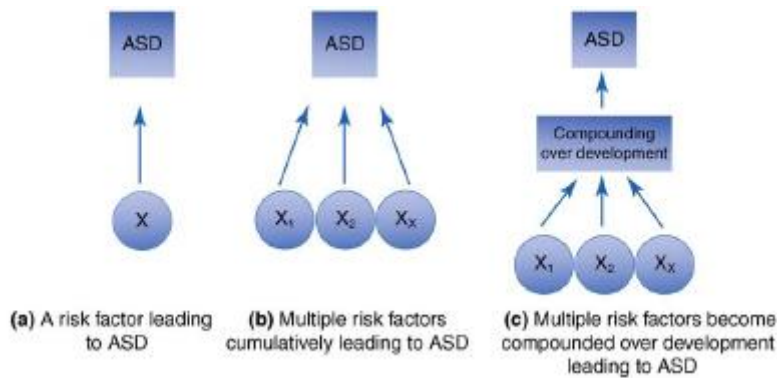 ASD
ASD
ASD
Compounding
over development
X
X₁
X₂
Xₓ
X₁
X₂
Xₓ
(a) A risk factor leading
to ASD
(b) Multiple risk factors
cumulatively leading to ASD
(c) Multiple risk factors become
compounded over development
leading to ASD